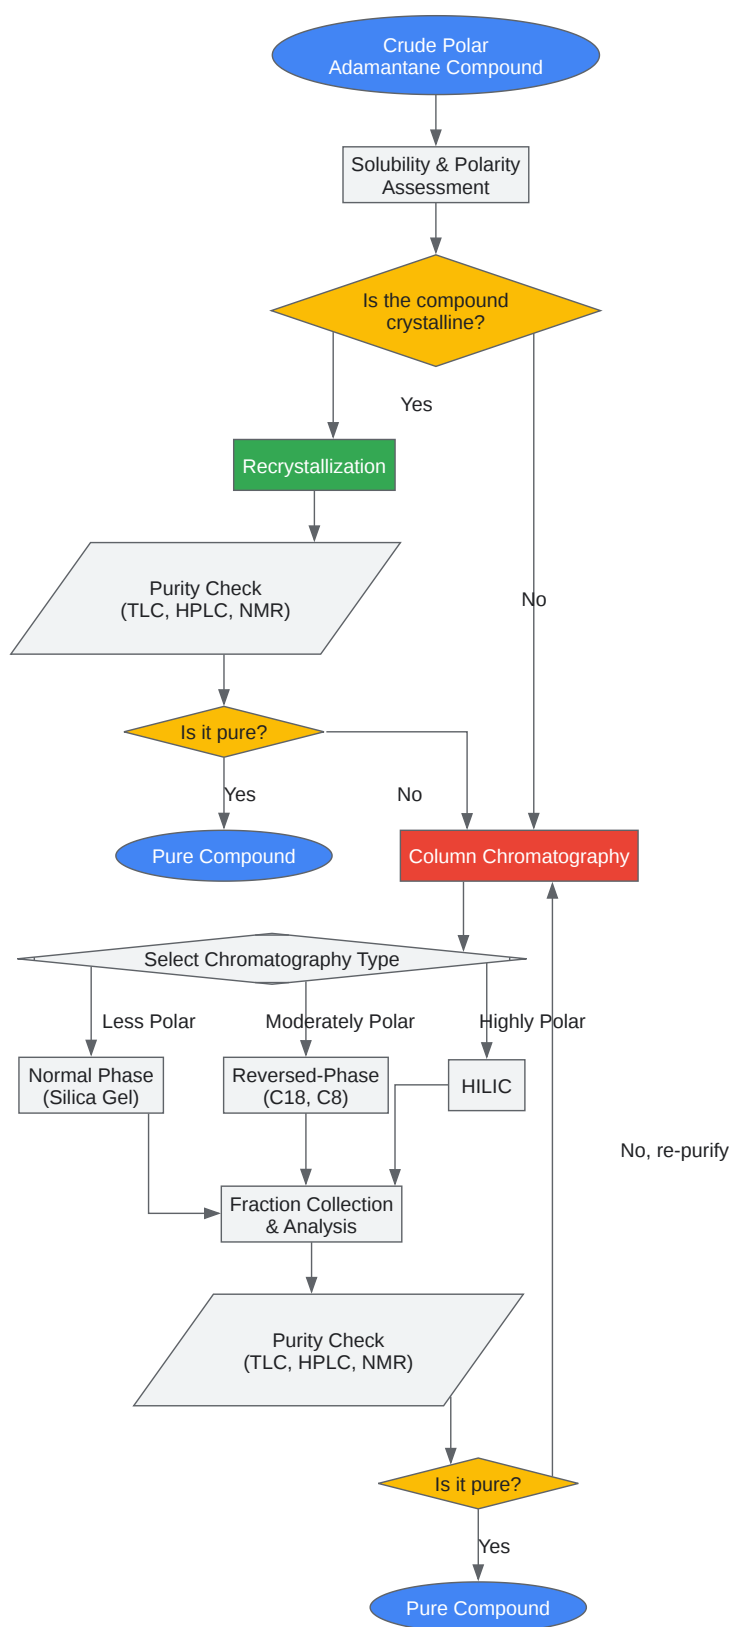 Crude Polar
Adamantane Compound
Solubility & Polarity
Assessment
Is the compound
crystalline?
Yes
Recrystallization
Purity Check
(TLC, HPLC, NMR)
No
Is it pure?
Yes
No
Pure Compound
Column Chromatography
Select Chromatography Type
Less Polar
Moderately Polar
Highly Polar
Normal Phase
(Silica Gel)
Reversed-Phase
(C18, C8)
HILIC
No, re-purify
Fraction Collection
& Analysis
Purity Check
(TLC, HPLC, NMR)
Is it pure?
Yes
Pure Compound